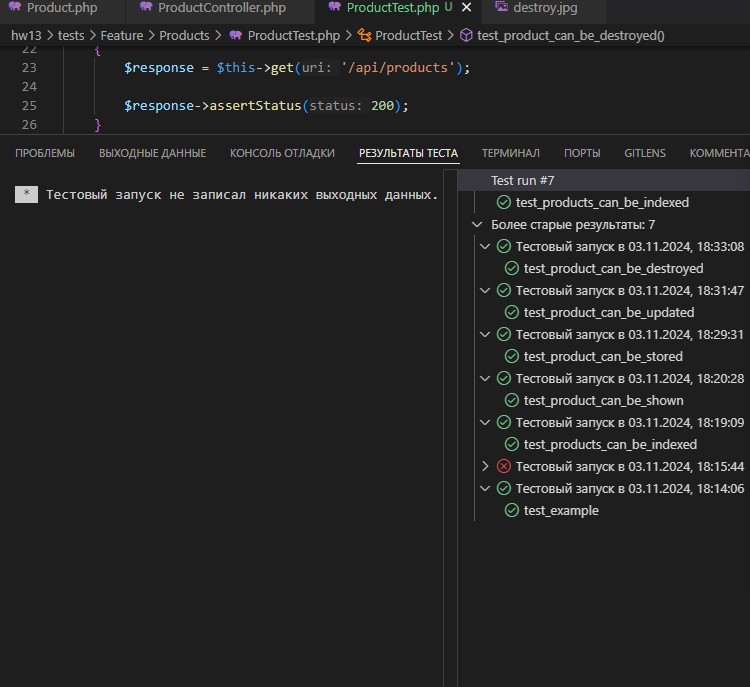 Product.php ProductController.php ProductTest.php U destroy.jpg
hw13 > tests > Feature > Products > ProductTest.php > ProductTest > test_product_can_be_destroyed()
22 {
23 $response = $this->get(uri: '/api/products');
24
25 $response->assertStatus(status: 200);
26 }
ПРОБЛЕМЫ ВЫХОДНЫЕ ДАННЫЕ КОНСОЛЬ ОТЛАДКИ РЕЗУЛЬТАТЫ ТЕСТА ТЕРМИНАЛ ПОРТЫ GITLENS КОММЕНТА
* Тестовый запуск не записал никаких выходных данных.
Test run #7
test_products_can_be_indexed
Более старые результаты: 7
Тестовый запуск в 03.11.2024, 18:33:08
test_product_can_be_destroyed
Тестовый запуск в 03.11.2024, 18:31:47
test_product_can_be_updated
Тестовый запуск в 03.11.2024, 18:29:31
test_product_can_be_stored
Тестовый запуск в 03.11.2024, 18:20:28
test_product_can_be_shown
Тестовый запуск в 03.11.2024, 18:19:09
test_products_can_be_indexed
Тестовый запуск в 03.11.2024, 18:15:44
Тестовый запуск в 03.11.2024, 18:14:06
test_example